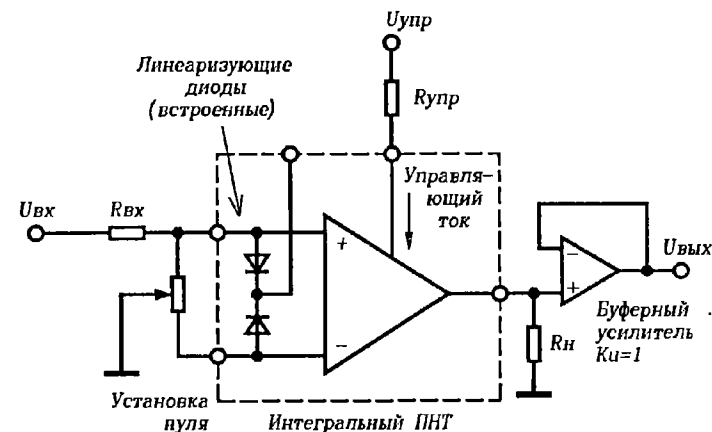 Uупр
Линеаризующие
диоды
(встроенные)
Rупр
Управля-
ющий
ток
Uвх
Rвх
Uвых
+
−
−
+
Буферный
усилитель
Ku=1
Rн
Установка
нуля
Интегральный ПНТ